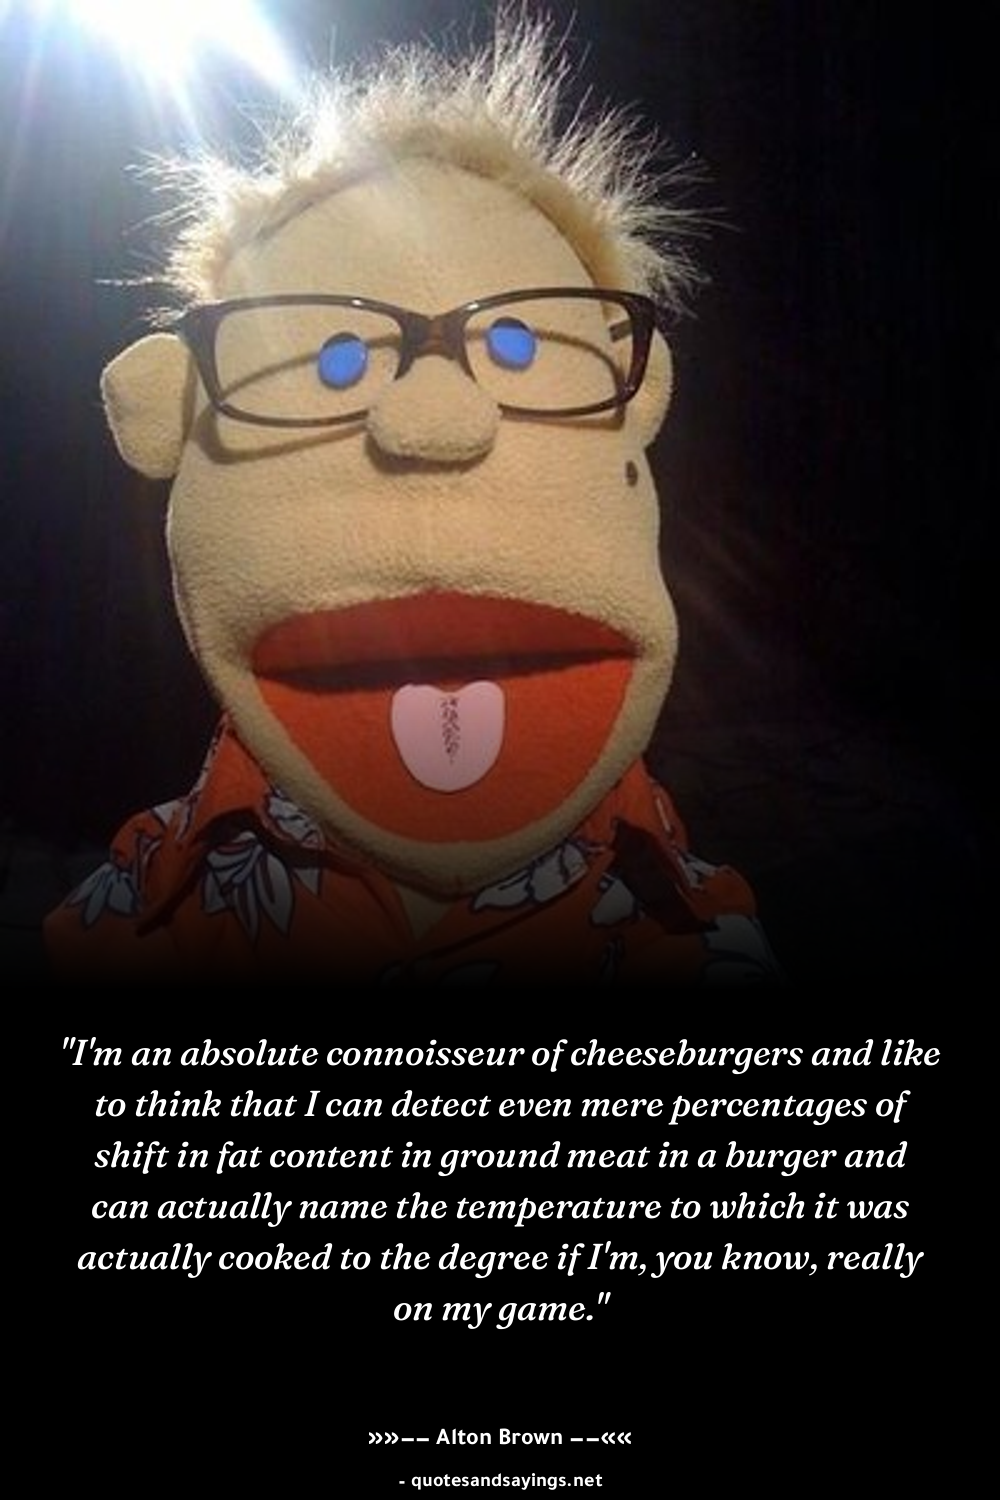 "I'm an absolute connoisseur of cheeseburgers and like
to think that I can detect even mere percentages of
shift in fat content in ground meat in a burger and
can actually name the temperature to which it was
actually cooked to the degree if I'm, you know, really
on my game."
»»–– Alton Brown ––««
- quotesandsayings.net